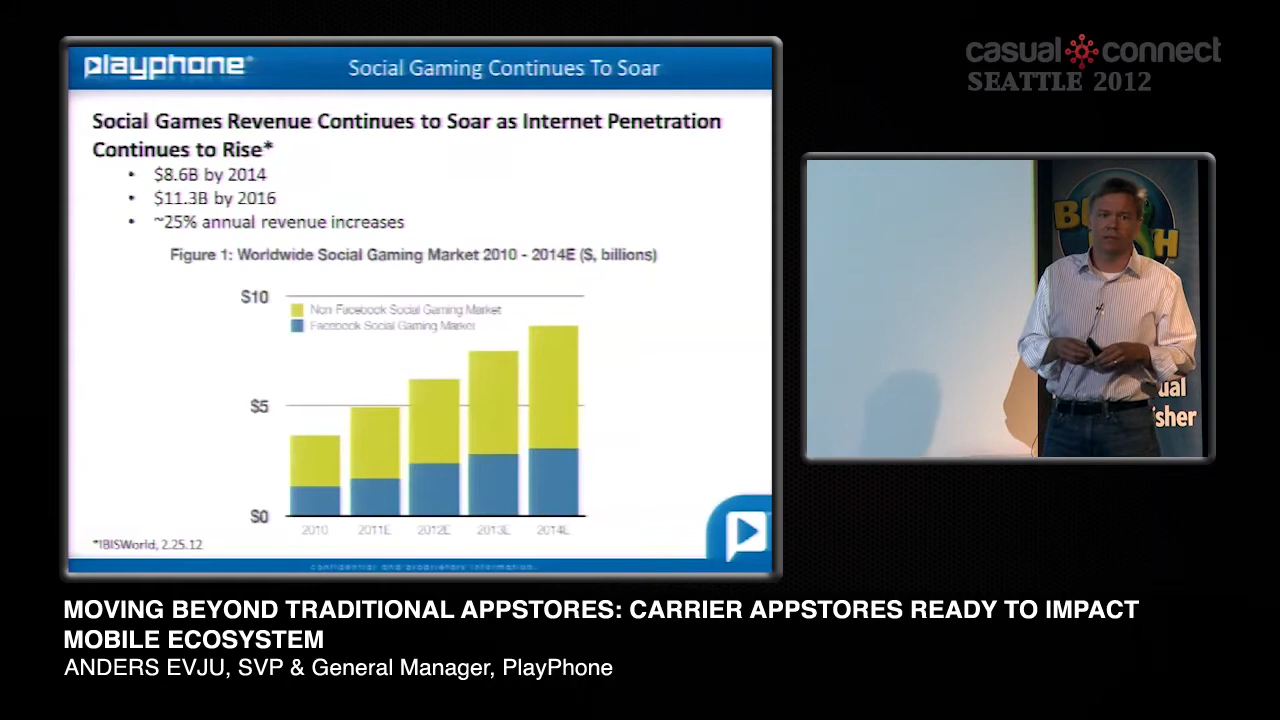 playphone
Social Gaming Continues To Soar
casual connect
SEATTLE 2012
Social Games Revenue Continues to Soar as Internet Penetration
Continues to Rise*
• $8.6B by 2014
• $11.3B by 2016
• ~25% annual revenue increases
Figure 1: Worldwide Social Gaming Market 2010 - 2014E ($, billions)
$10
Non Facebook Social Gaming Market
Facebook Social Gaming Market
$5
$0
2010 2011E 2012E 2013E 2014E
*IBISWorld, 2.25.12
confidential and proprietary information.
MOVING BEYOND TRADITIONAL APPSTORES: CARRIER APPSTORES READY TO IMPACT
MOBILE ECOSYSTEM
ANDERS EVJU, SVP & General Manager, PlayPhone